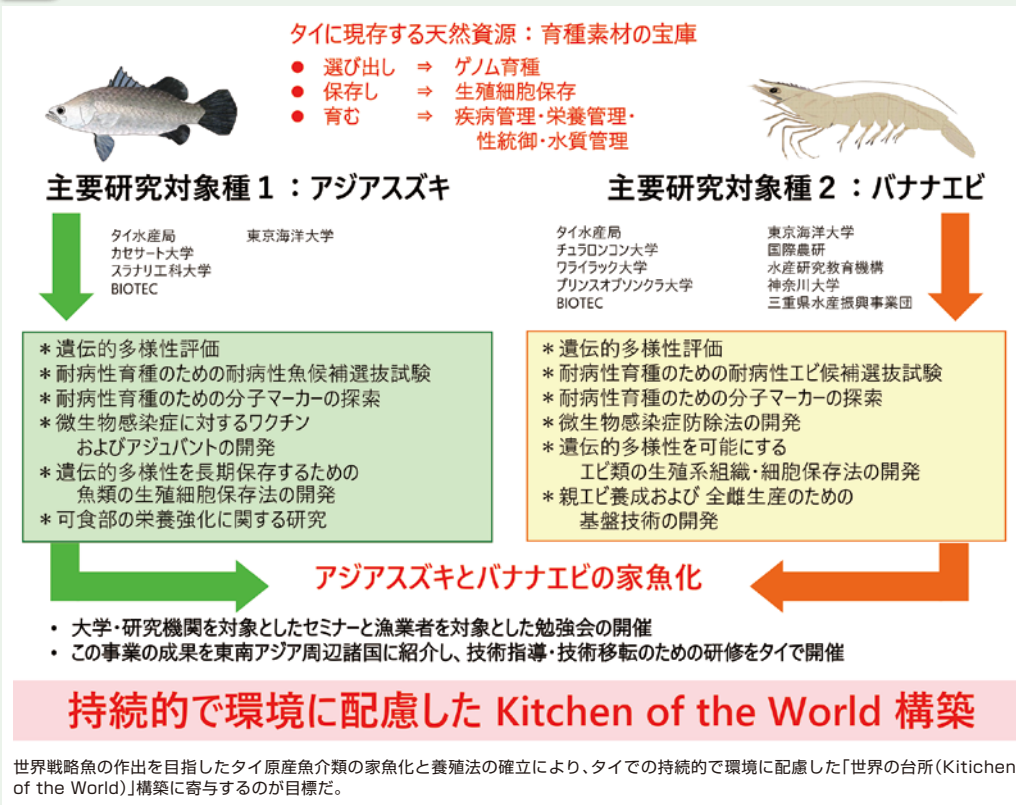 タイに現存する天然資源：育種素材の宝庫
● 選び出し ⇒ ゲノム育種
● 保存し ⇒ 生殖細胞保存
● 育む ⇒ 疾病管理・栄養管理・
性統御・水質管理
主要研究対象種１：アジアスズキ
タイ水産局 東京海洋大学
カセサート大学
スラナリ工科大学
BIOTEC
＊遺伝的多様性評価
＊耐病性育種のための耐病性魚候補選抜試験
＊耐病性育種のための分子マーカーの探索
＊微生物感染症に対するワクチン
およびアジュバントの開発
＊遺伝的多様性を長期保存するための
魚類の生殖細胞保存法の開発
＊可食部の栄養強化に関する研究
主要研究対象種２：バナナエビ
タイ水産局 東京海洋大学
チュラロンコン大学 国際農研
ワライラック大学 水産研究教育機構
プリンスオブソンクラ大学 神奈川大学
BIOTEC 三重県水産振興事業団
＊遺伝的多様性評価
＊耐病性育種のための耐病性エビ候補選抜試験
＊耐病性育種のための分子マーカーの探索
＊微生物感染症防除法の開発
＊遺伝的多様性を可能にする
エビ類の生殖系組織・細胞保存法の開発
＊親エビ養成および 全雌生産のための
基盤技術の開発
アジアスズキとバナナエビの家魚化
・ 大学・研究機関を対象としたセミナーと漁業者を対象とした勉強会の開催
・ この事業の成果を東南アジア周辺諸国に紹介し、技術指導・技術移転のための研修をタイで開催
持続的で環境に配慮した Kitchen of the World 構築
世界戦略魚の作出を目指したタイ原産魚介類の家魚化と養殖法の確立により、タイでの持続的で環境に配慮した「世界の台所（Kitichen
of the World）」構築に寄与するのが目標だ。